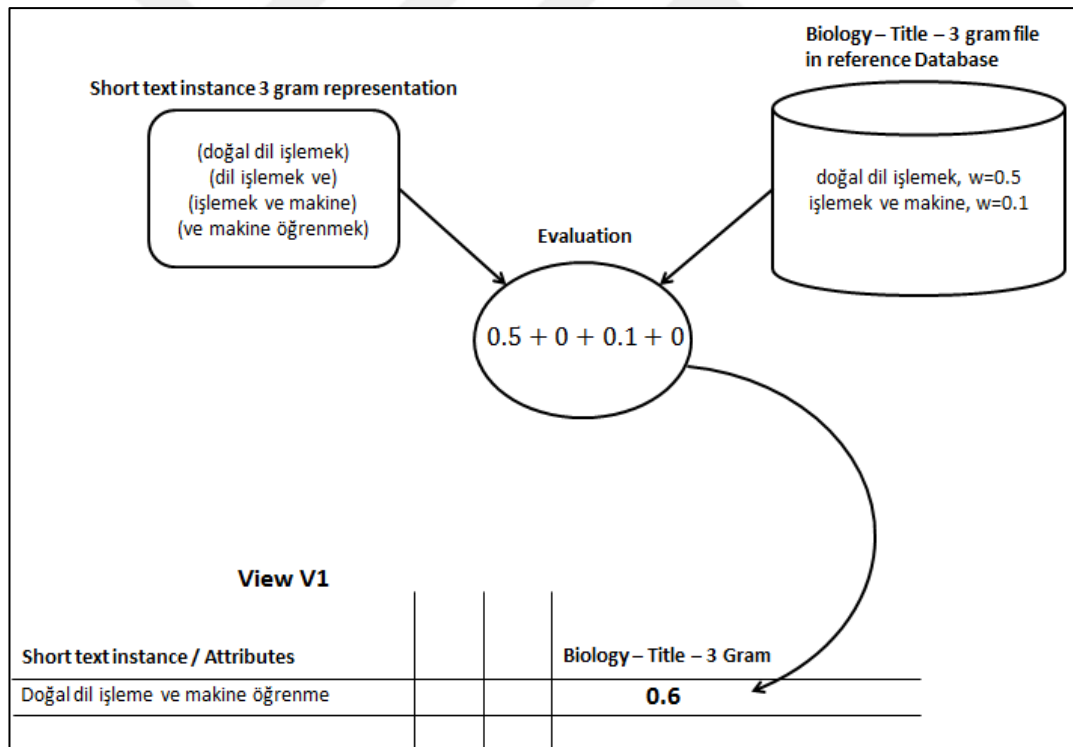 Biology – Title – 3 gram file
in reference Database
Short text instance 3 gram representation
(doğal dil işlemek)
(dil işlemek ve)
(işlemek ve makine)
(ve makine öğrenmek)
doğal dil işlemek, w=0.5
işlemek ve makine, w=0.1
Evaluation
0.5 + 0 + 0.1 + 0
View V1
Short text instance / Attributes
Biology – Title – 3 Gram
Doğal dil işleme ve makine öğrenme
0.6